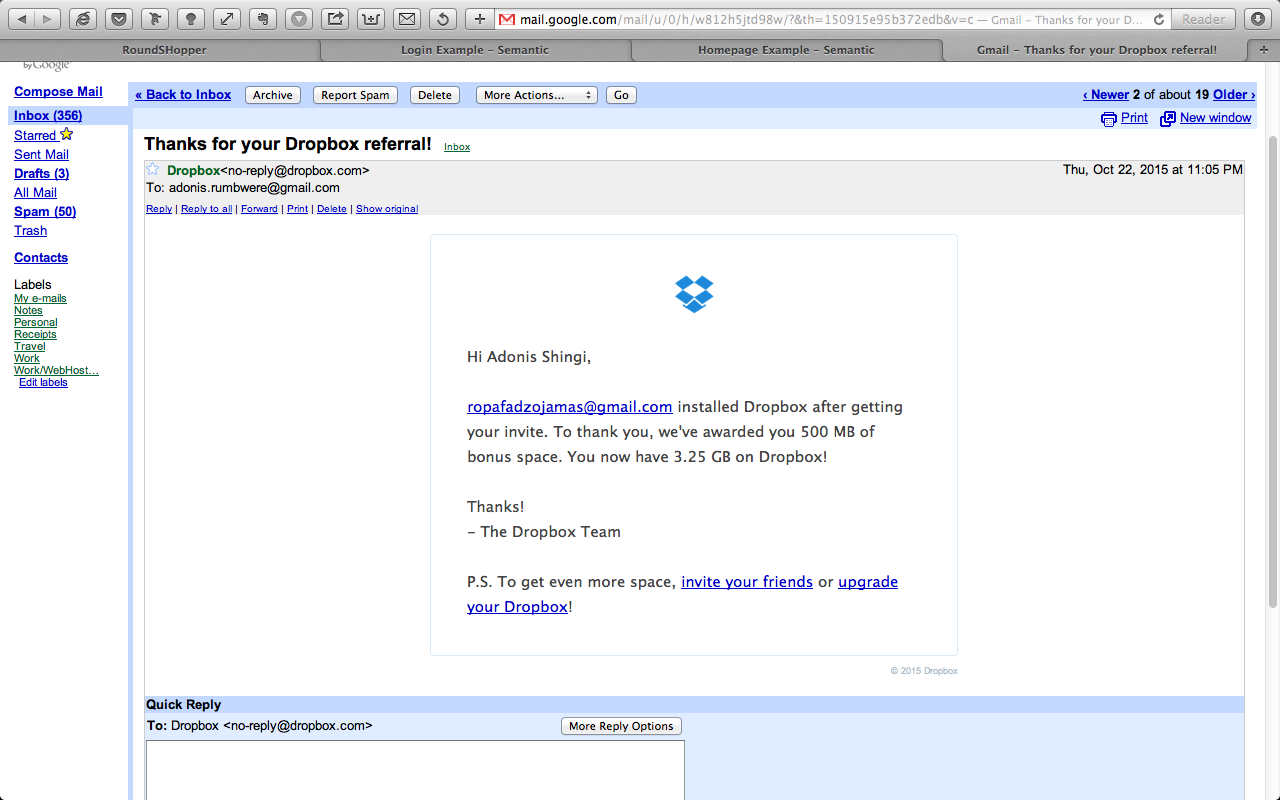 mail.google.com/mail/u/0/h/w812h5jtd98w/?&th=150915e95b372edb&v=c — Gmail – Thanks for your D...
Reader
RoundSHopper
Login Example – Semantic
Homepage Example – Semantic
Gmail – Thanks for your Dropbox referral!
by Google
Compose Mail
Inbox (356)
Starred
Sent Mail
Drafts (3)
All Mail
Spam (50)
Trash
Contacts
Labels
My e-mails
Notes
Personal
Receipts
Travel
Work
Work/WebHost...
Edit labels
« Back to Inbox Archive Report Spam Delete More Actions... Go
‹ Newer 2 of about 19 Older ›
Print New window
Thanks for your Dropbox referral! Inbox
Dropbox<no-reply@dropbox.com> Thu, Oct 22, 2015 at 11:05 PM
To: adonis.rumbwere@gmail.com
Reply | Reply to all | Forward | Print | Delete | Show original
Hi Adonis Shingi,
ropafadzojamas@gmail.com installed Dropbox after getting
your invite. To thank you, we've awarded you 500 MB of
bonus space. You now have 3.25 GB on Dropbox!
Thanks!
– The Dropbox Team
P.S. To get even more space, invite your friends or upgrade
your Dropbox!
© 2015 Dropbox
Quick Reply
To: Dropbox <no-reply@dropbox.com> More Reply Options